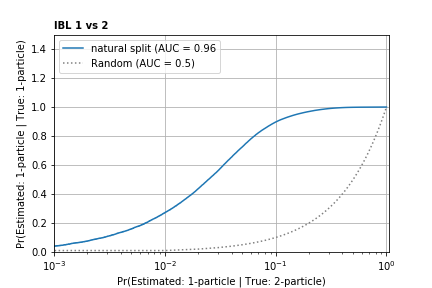 IBL 1 vs 2
natural split (AUC = 0.96
Random (AUC = 0.5)
Pr(Estimated: 1-particle | True: 1-particle)
1.4
1.2
1.0
0.8
0.6
0.4
0.2
0.0
10⁻³
10⁻²
10⁻¹
10⁰
Pr(Estimated: 1-particle | True: 2-particle)